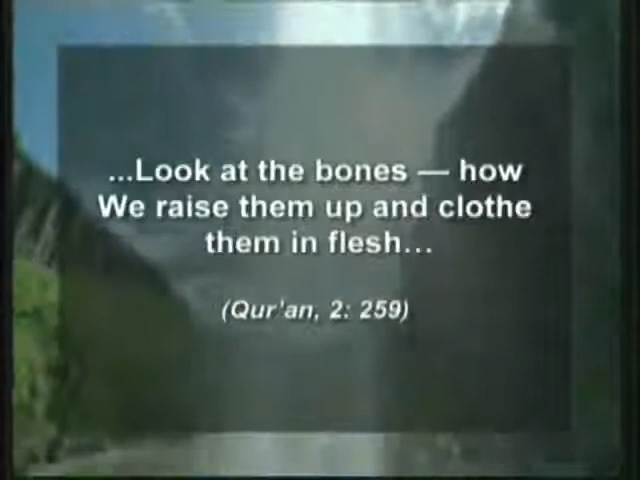 ...Look at the bones — how
We raise them up and clothe
them in flesh...
(Qur'an, 2: 259)